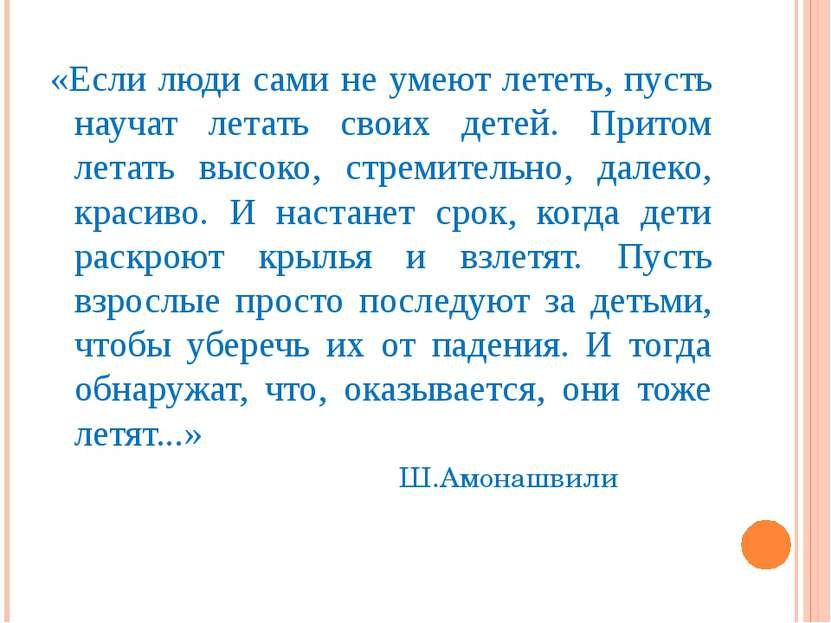 «Если люди сами не умеют лететь, пусть
научат летать своих детей. Притом
летать высоко, стремительно, далеко,
красиво. И настанет срок, когда дети
раскроют крылья и взлетят. Пусть
взрослые просто последуют за детьми,
чтобы уберечь их от падения. И тогда
обнаружат, что, оказывается, они тоже
летят...»
Ш.Амонашвили